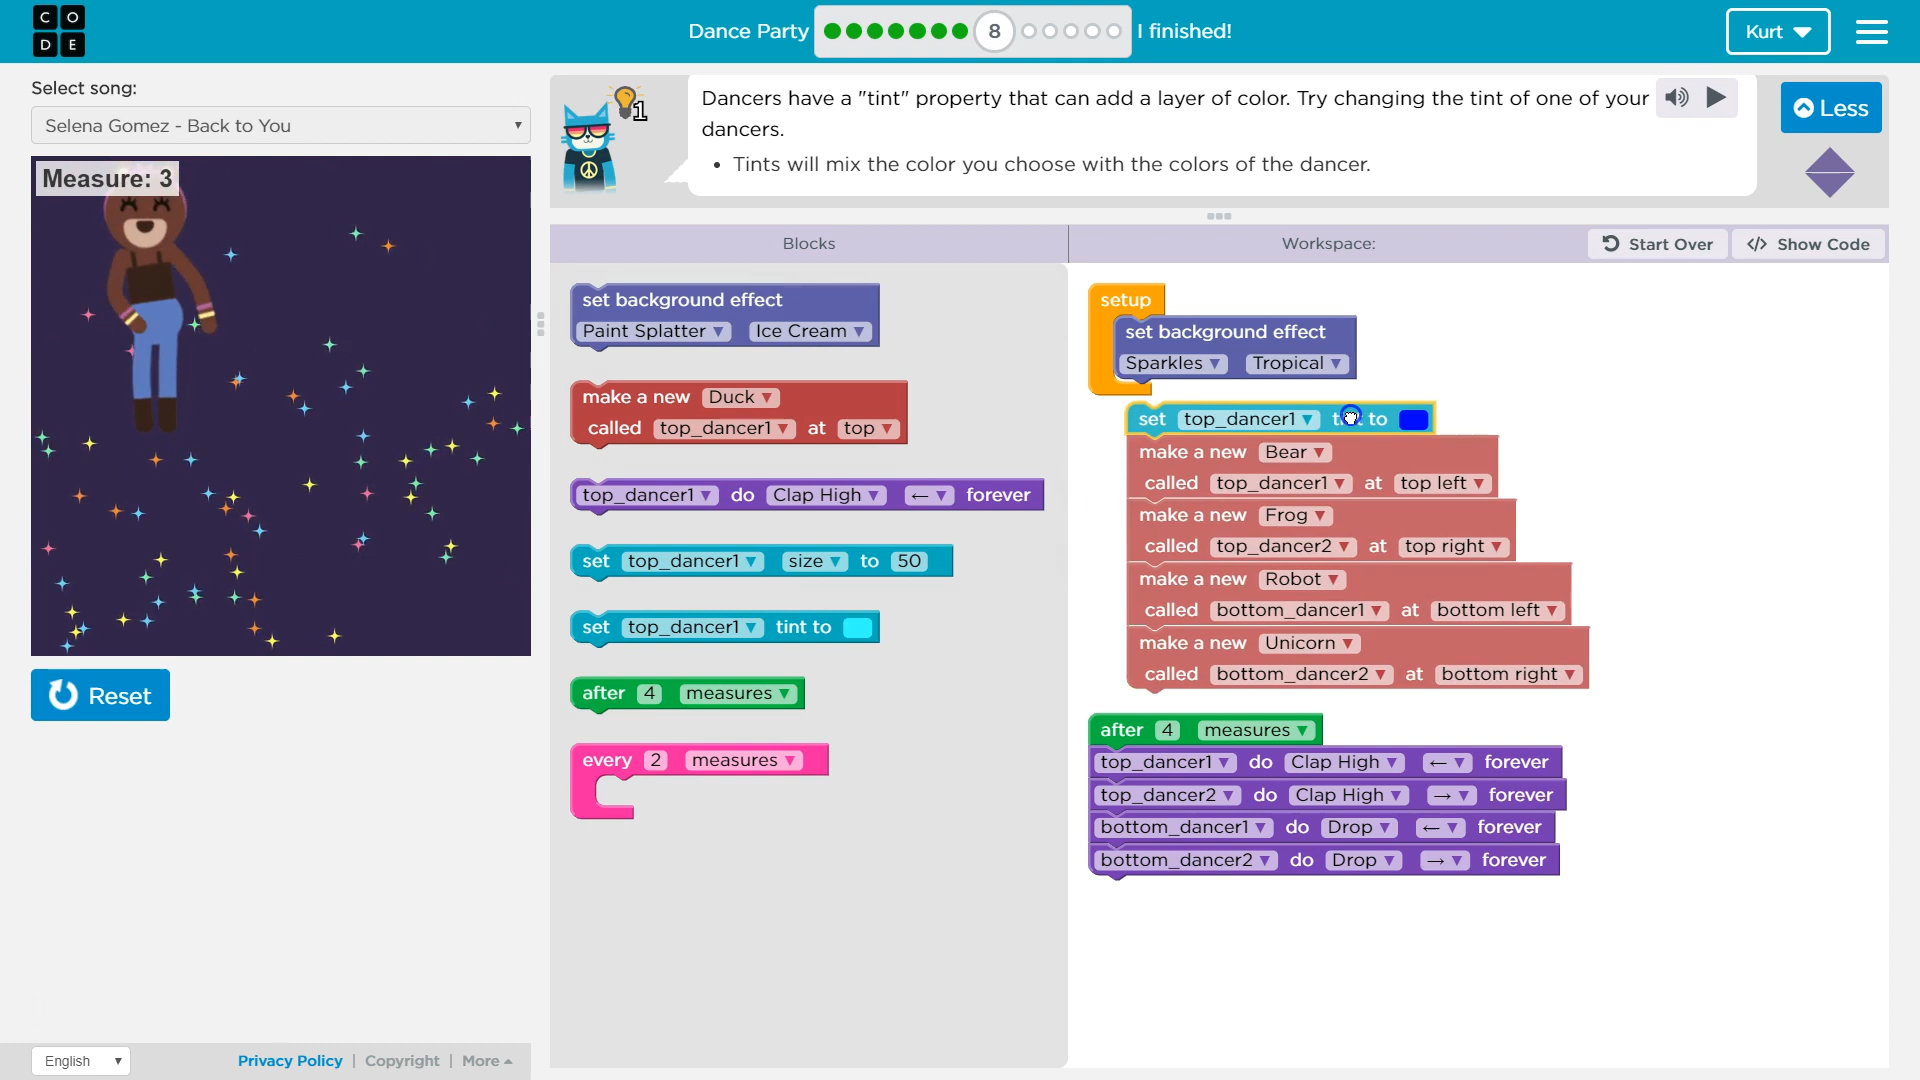 C O
D E
Dance Party
8
I finished!
Kurt
Select song:
Selena Gomez - Back to You
Measure: 3
Reset
1
Dancers have a "tint" property that can add a layer of color. Try changing the tint of one of your
dancers.
• Tints will mix the color you choose with the colors of the dancer.
Less
Blocks
Workspace:
Start Over
</> Show Code
set background effect
Paint Splatter Ice Cream
make a new Duck
called top_dancer1 at top
top_dancer1 do Clap High ← forever
set top_dancer1 size to 50
set top_dancer1 tint to
after 4 measures
every 2 measures
setup
set background effect
Sparkles Tropical
set top_dancer1 to
make a new Bear
called top_dancer1 at top left
make a new Frog
called top_dancer2 at top right
make a new Robot
called bottom_dancer1 at bottom left
make a new Unicorn
called bottom_dancer2 at bottom right
after 4 measures
top_dancer1 do Clap High ← forever
top_dancer2 do Clap High → forever
bottom_dancer1 do Drop ← forever
bottom_dancer2 do Drop → forever
English
Privacy Policy | Copyright | More